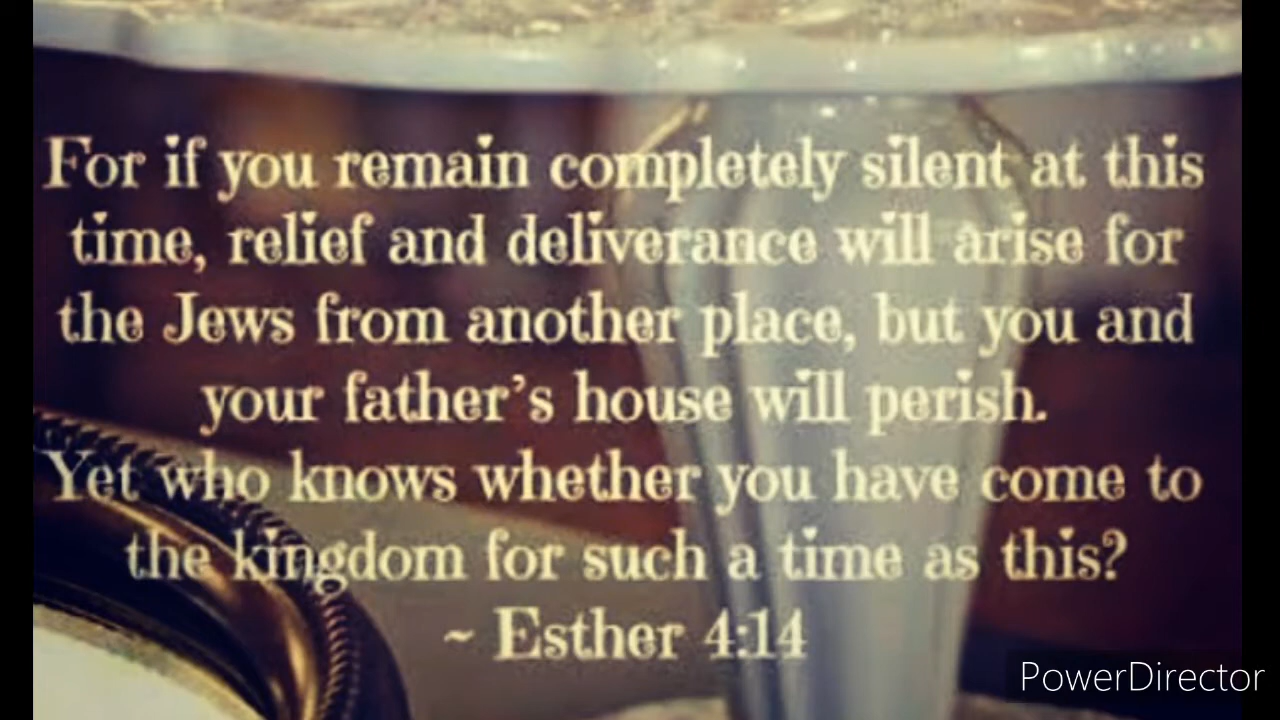 For if you remain completely silent at this
time, relief and deliverance will arise for
the Jews from another place, but you and
your father’s house will perish.
Yet who knows whether you have come to
the kingdom for such a time as this?
~ Esther 4:14
PowerDirector